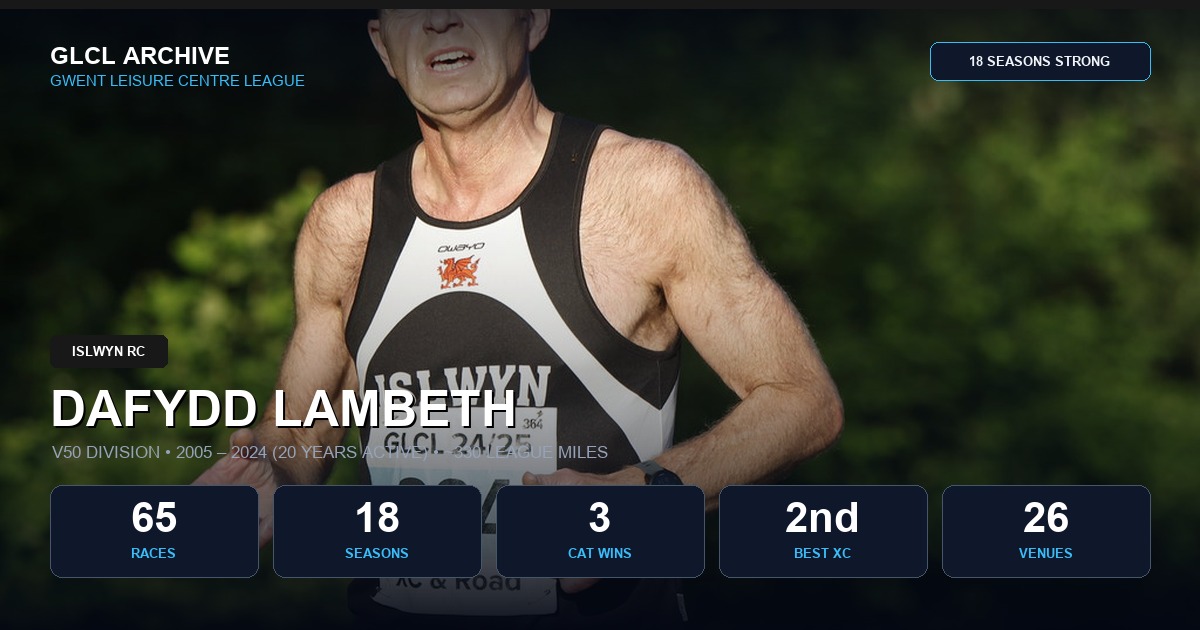 GLCL ARCHIVE
GWENT LEISURE CENTRE LEAGUE
18 SEASONS STRONG
OWAYO
ISLWYN
ISLWYN RC
DAFYDD LAMBETH
364
GLCL 24/25
V50 DIVISION • 2005 – 2024 (20 YEARS ACTIVE) • ~330 LEAGUE MILES
65
RACES
18
SEASONS
3
CAT WINS
2nd
BEST XC
26
VENUES
XC & Road